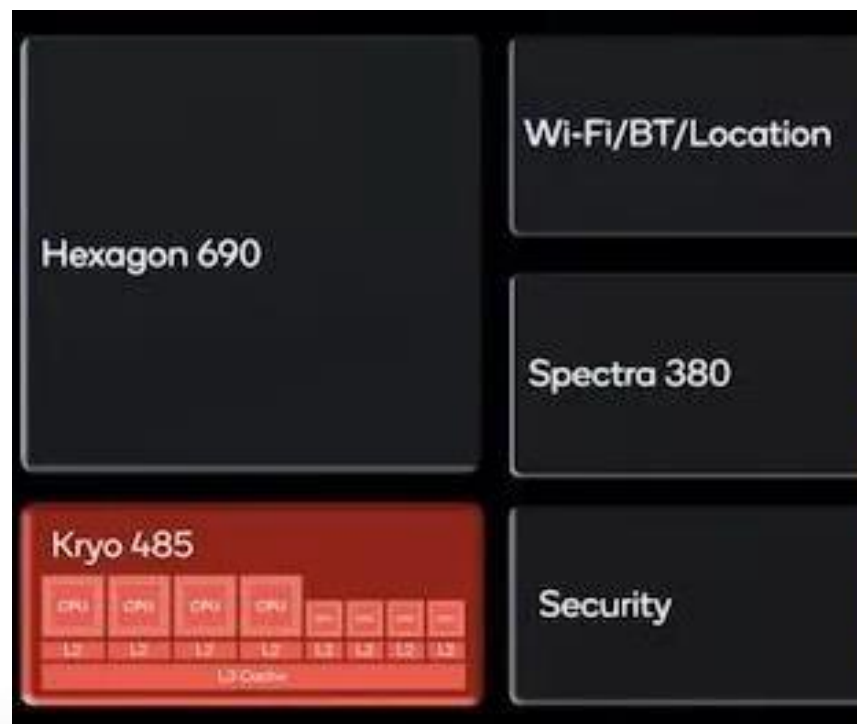 Hexagon 690
Wi-Fi/BT/Location
Spectra 380
Kryo 485
CPU CPU CPU CPU
L2 L2 L2 L2 L2 L2 L2 L2
L3 Cache
Security